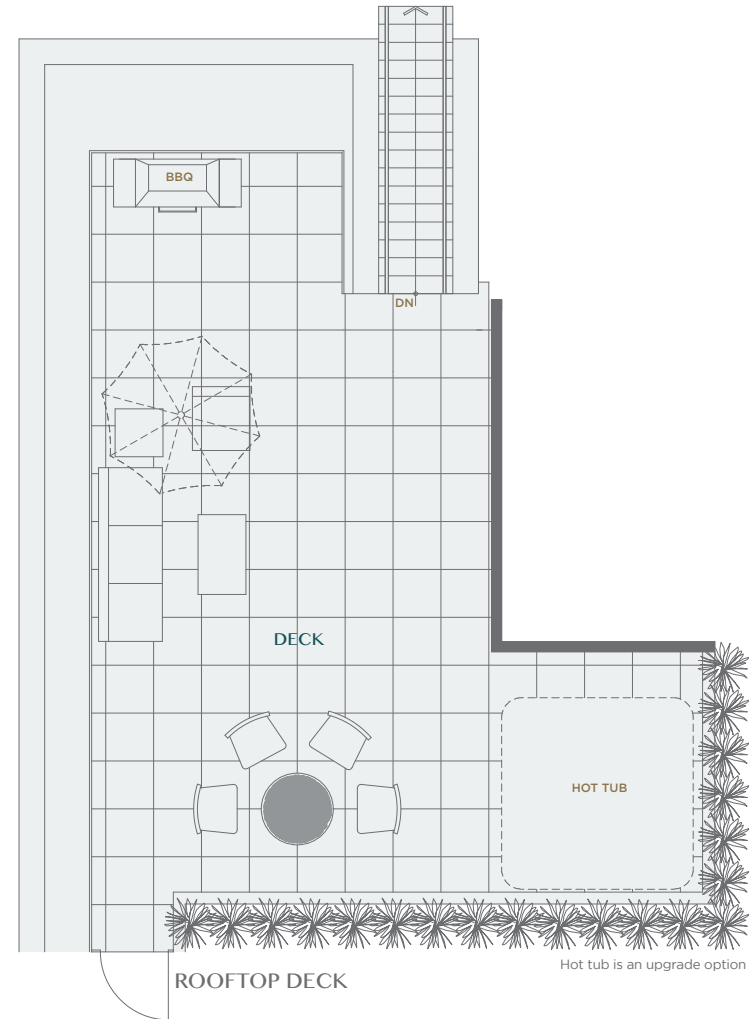 BBQ
DN
DECK
HOT TUB
Hot tub is an upgrade option
ROOFTOP DECK